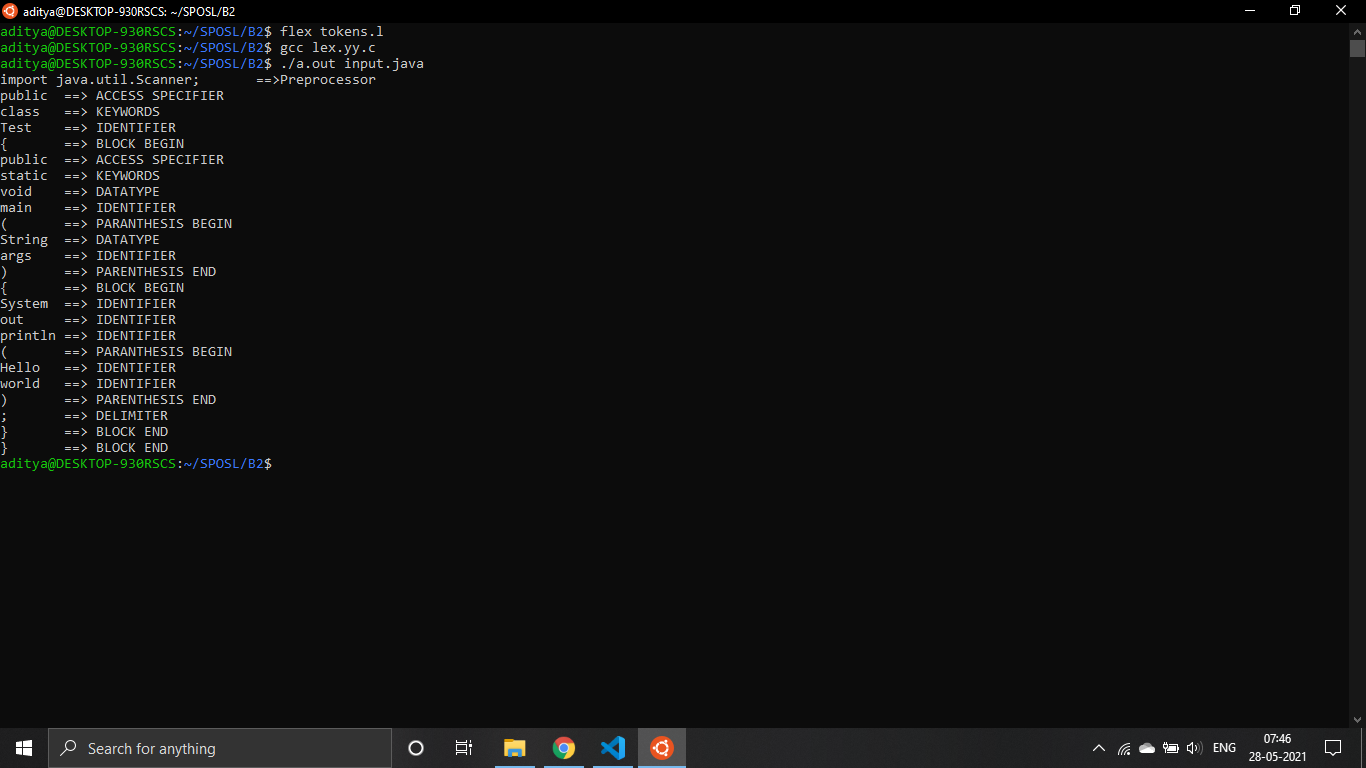 aditya@DESKTOP-930RSCS: ~/SPOSL/B2
aditya@DESKTOP-930RSCS:~/SPOSL/B2$ flex tokens.l
aditya@DESKTOP-930RSCS:~/SPOSL/B2$ gcc lex.yy.c
aditya@DESKTOP-930RSCS:~/SPOSL/B2$ ./a.out input.java
import java.util.Scanner;       ==>Preprocessor
public  ==> ACCESS SPECIFIER
class   ==> KEYWORDS
Test    ==> IDENTIFIER
{       ==> BLOCK BEGIN
public  ==> ACCESS SPECIFIER
static  ==> KEYWORDS
void    ==> DATATYPE
main    ==> IDENTIFIER
(       ==> PARANTHESIS BEGIN
String  ==> DATATYPE
args    ==> IDENTIFIER
)       ==> PARENTHESIS END
{       ==> BLOCK BEGIN
System  ==> IDENTIFIER
out     ==> IDENTIFIER
println ==> IDENTIFIER
(       ==> PARANTHESIS BEGIN
Hello   ==> IDENTIFIER
world   ==> IDENTIFIER
)       ==> PARENTHESIS END
;       ==> DELIMITER
}       ==> BLOCK END
}       ==> BLOCK END
aditya@DESKTOP-930RSCS:~/SPOSL/B2$
Search for anything
ENG
07:46
28-05-2021